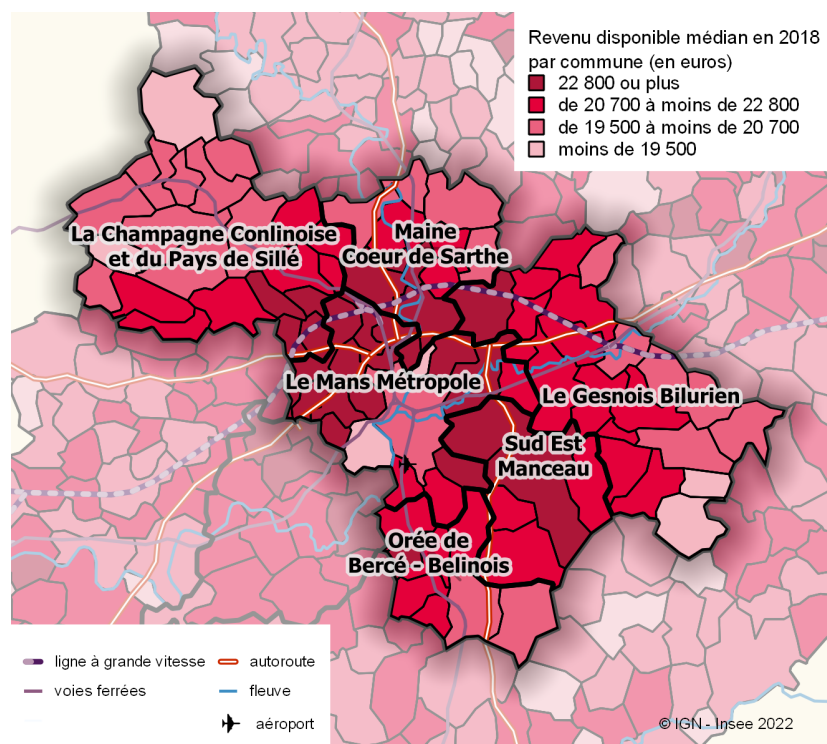 Revenu disponible médian en 2018
par commune (en euros)
22 800 ou plus
de 20 700 à moins de 22 800
de 19 500 à moins de 20 700
moins de 19 500
La Champagne Conlinoise
et du Pays de Sillé
Maine
Coeur de Sarthe
Le Mans Métropole
Le Gesnois Bilurien
Sud Est
Manceau
Orée de
Bercé - Belinois
ligne à grande vitesse
autoroute
voies ferrées
fleuve
aéroport
© IGN - Insee 2022